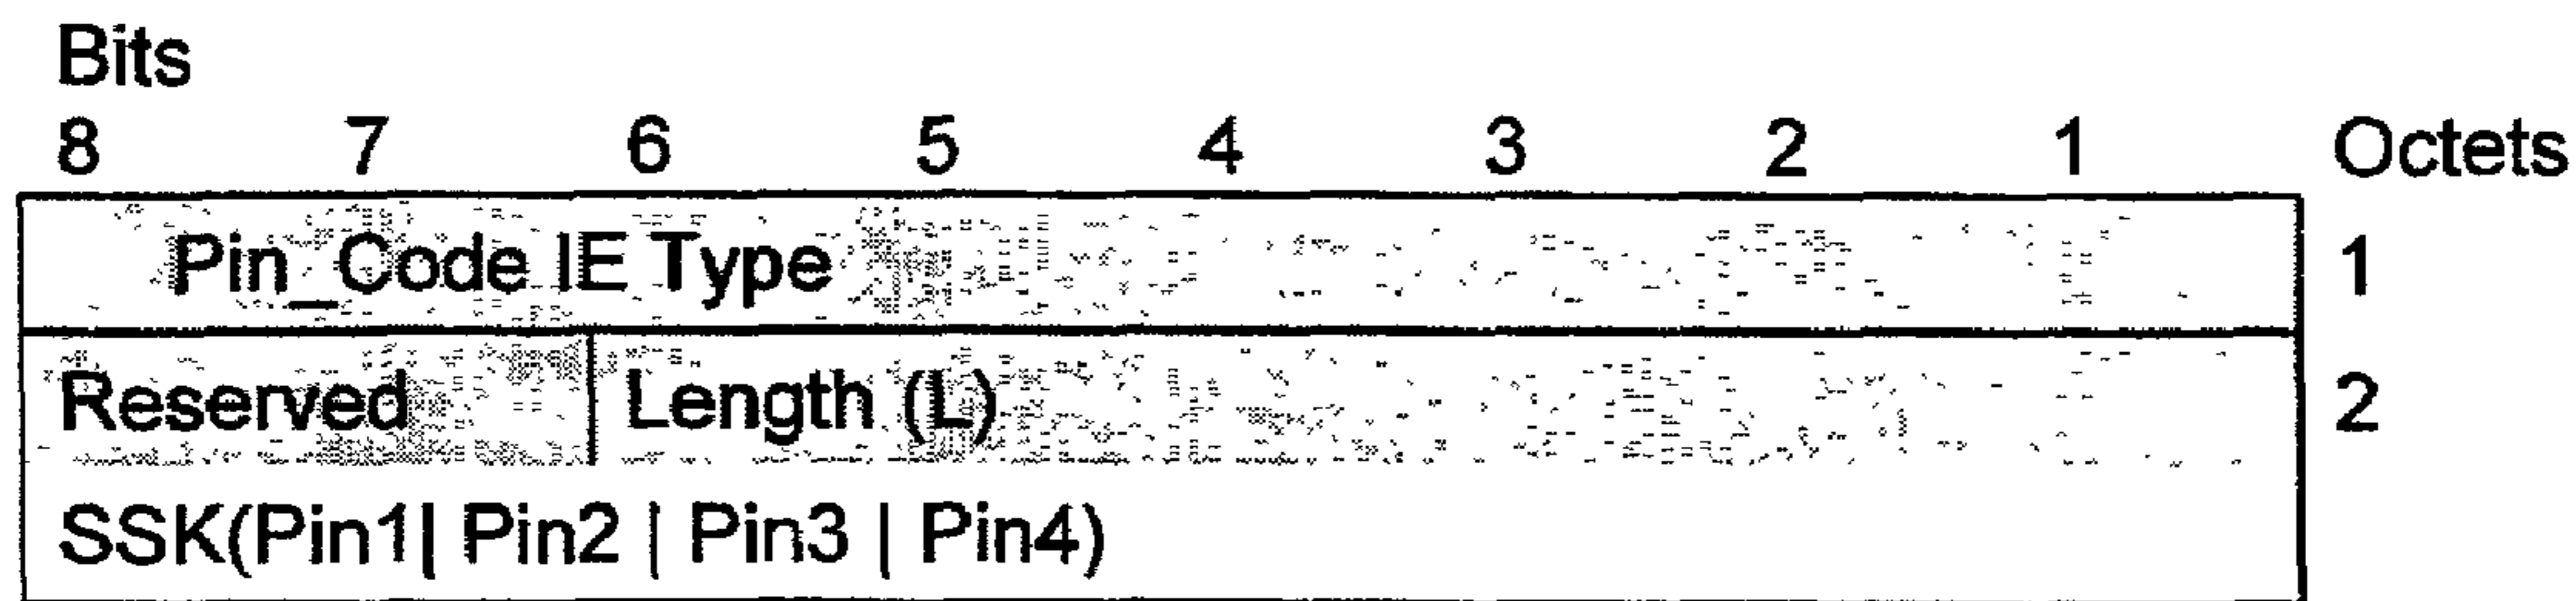 Bits
8 7 6 5 4 3 2 1 Octets
Pin_Code IE Type 1
Reserved Length (L) 2
SSK(Pin1| Pin2 | Pin3 | Pin4)